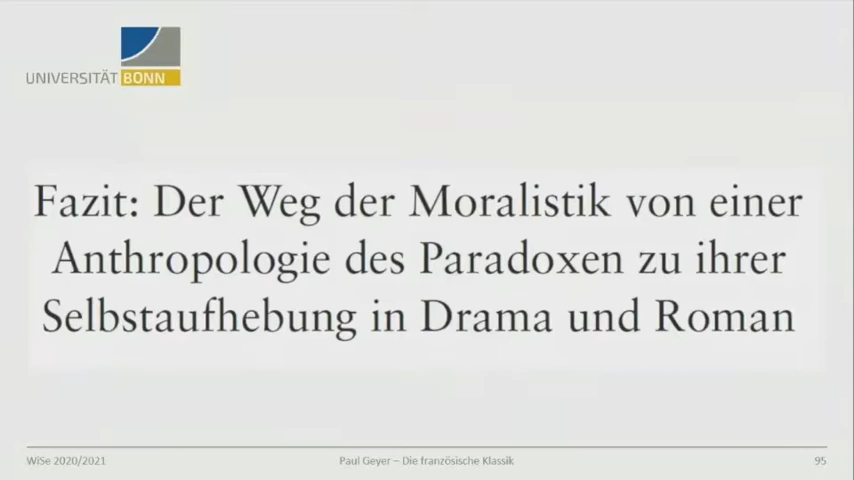 UNIVERSITÄT BONN
Fazit: Der Weg der Moralistik von einer
Anthropologie des Paradoxen zu ihrer
Selbstaufhebung in Drama und Roman
WiSe 2020/2021
Paul Geyer – Die französische Klassik
95